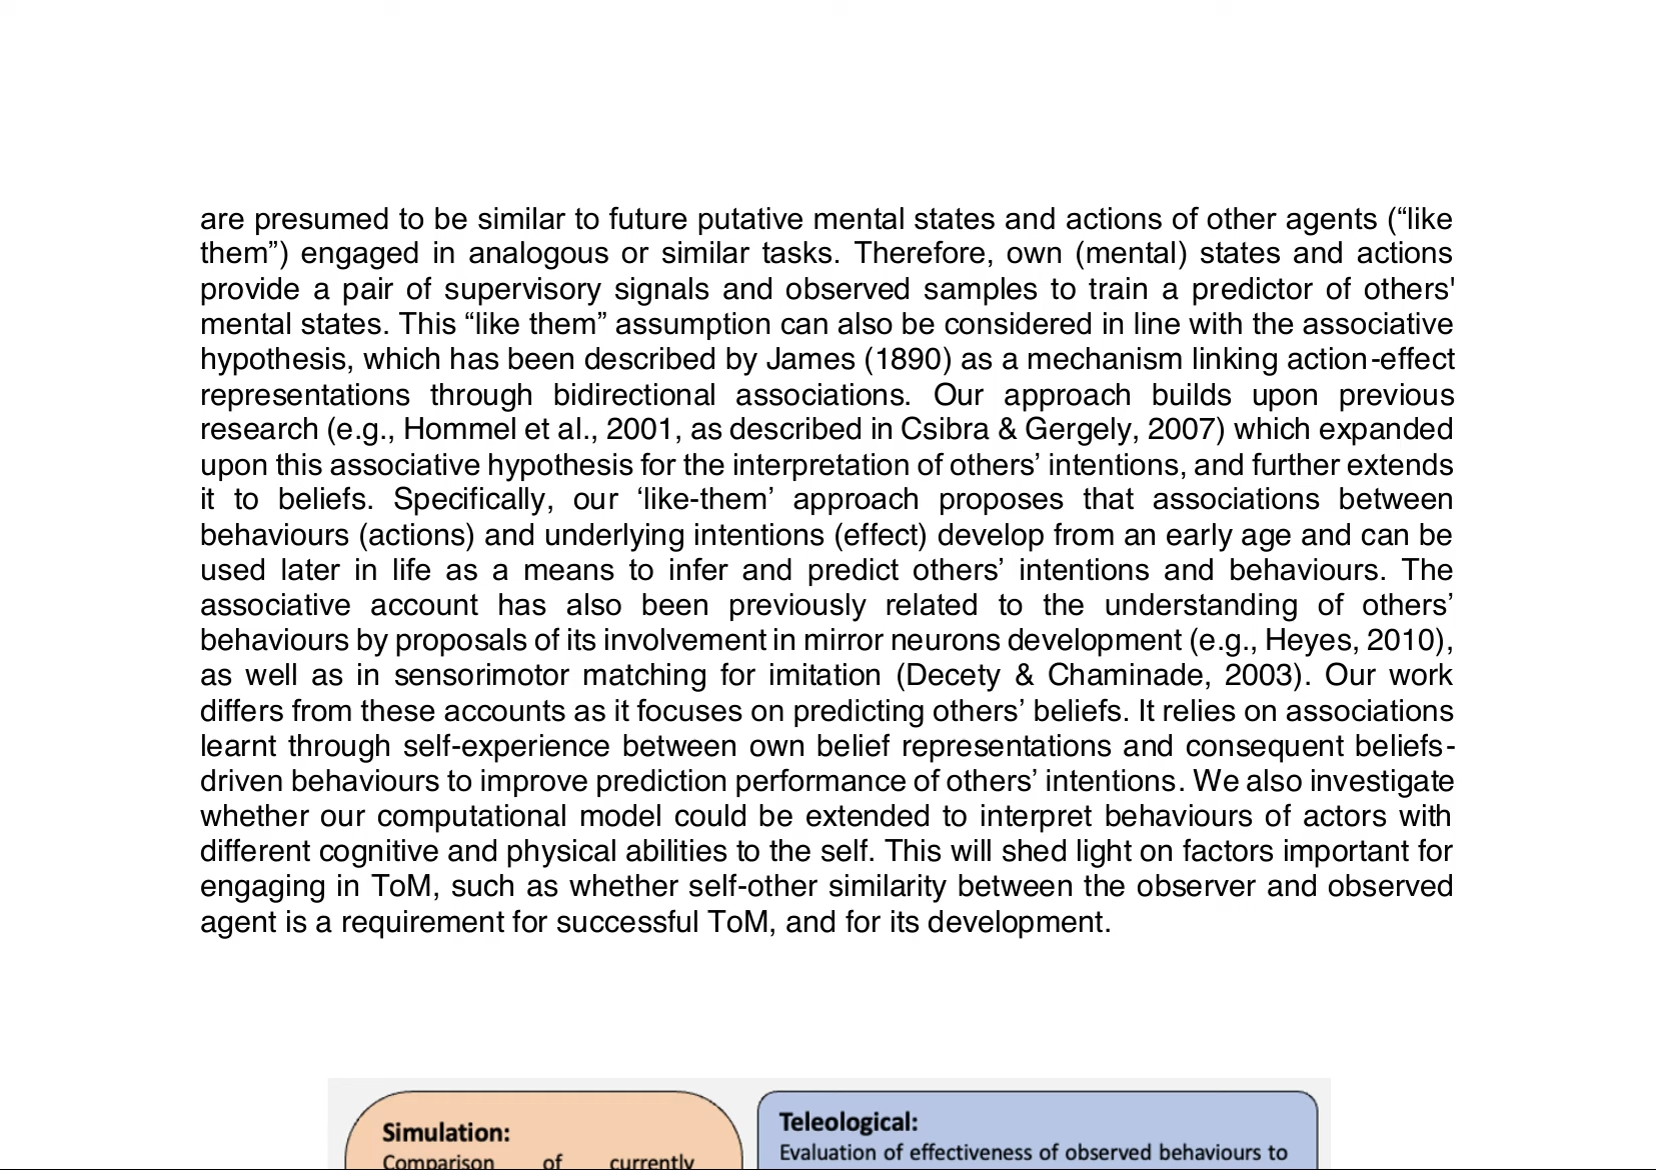 are presumed to be similar to future putative mental states and actions of other agents (“like
them”) engaged in analogous or similar tasks. Therefore, own (mental) states and actions
provide a pair of supervisory signals and observed samples to train a predictor of others'
mental states. This “like them” assumption can also be considered in line with the associative
hypothesis, which has been described by James (1890) as a mechanism linking action-effect
representations through bidirectional associations. Our approach builds upon previous
research (e.g., Hommel et al., 2001, as described in Csibra & Gergely, 2007) which expanded
upon this associative hypothesis for the interpretation of others’ intentions, and further extends
it to beliefs. Specifically, our ‘like-them’ approach proposes that associations between
behaviours (actions) and underlying intentions (effect) develop from an early age and can be
used later in life as a means to infer and predict others’ intentions and behaviours. The
associative account has also been previously related to the understanding of others’
behaviours by proposals of its involvement in mirror neurons development (e.g., Heyes, 2010),
as well as in sensorimotor matching for imitation (Decety & Chaminade, 2003). Our work
differs from these accounts as it focuses on predicting others’ beliefs. It relies on associations
learnt through self-experience between own belief representations and consequent beliefs-
driven behaviours to improve prediction performance of others’ intentions. We also investigate
whether our computational model could be extended to interpret behaviours of actors with
different cognitive and physical abilities to the self. This will shed light on factors important for
engaging in ToM, such as whether self-other similarity between the observer and observed
agent is a requirement for successful ToM, and for its development.
Simulation:
Comparison of currently
Teleological:
Evaluation of effectiveness of observed behaviours to